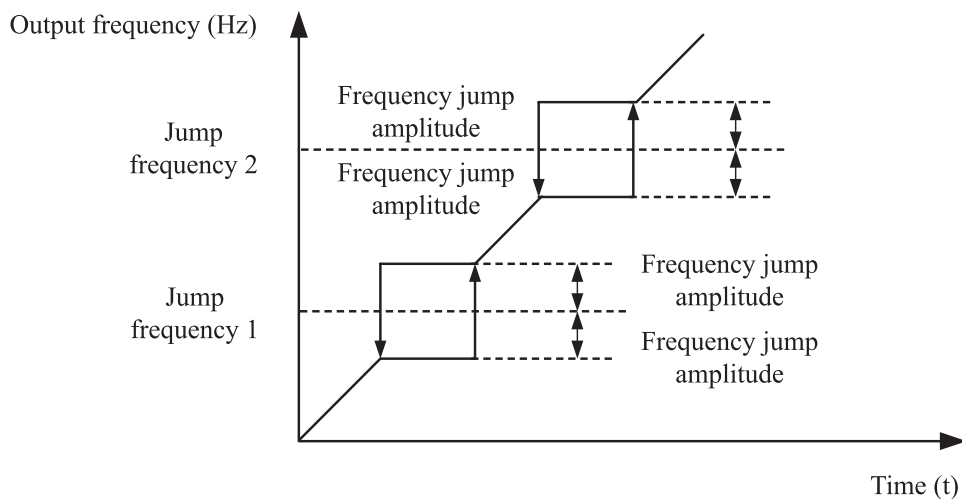 Output frequency (Hz)
Frequency jump
amplitude
Jump
frequency 2
Frequency jump
amplitude
Frequency jump
amplitude
Jump
frequency 1
Frequency jump
amplitude
Time (t)